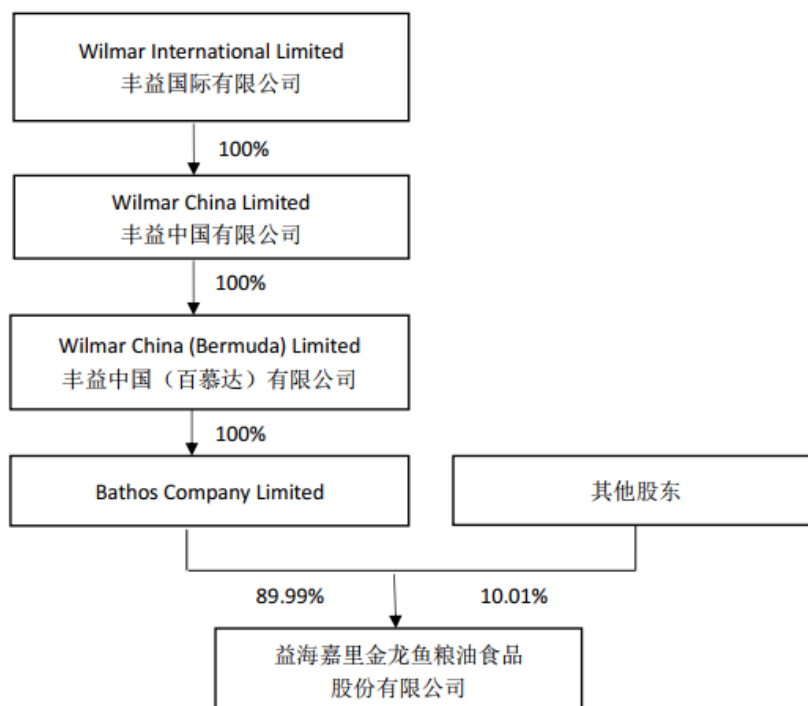 Wilmar International Limited
丰益国际有限公司
100%
Wilmar China Limited
丰益中国有限公司
100%
Wilmar China (Bermuda) Limited
丰益中国（百慕达）有限公司
100%
Bathos Company Limited
其他股东
89.99%
10.01%
益海嘉里金龙鱼粮油食品
股份有限公司